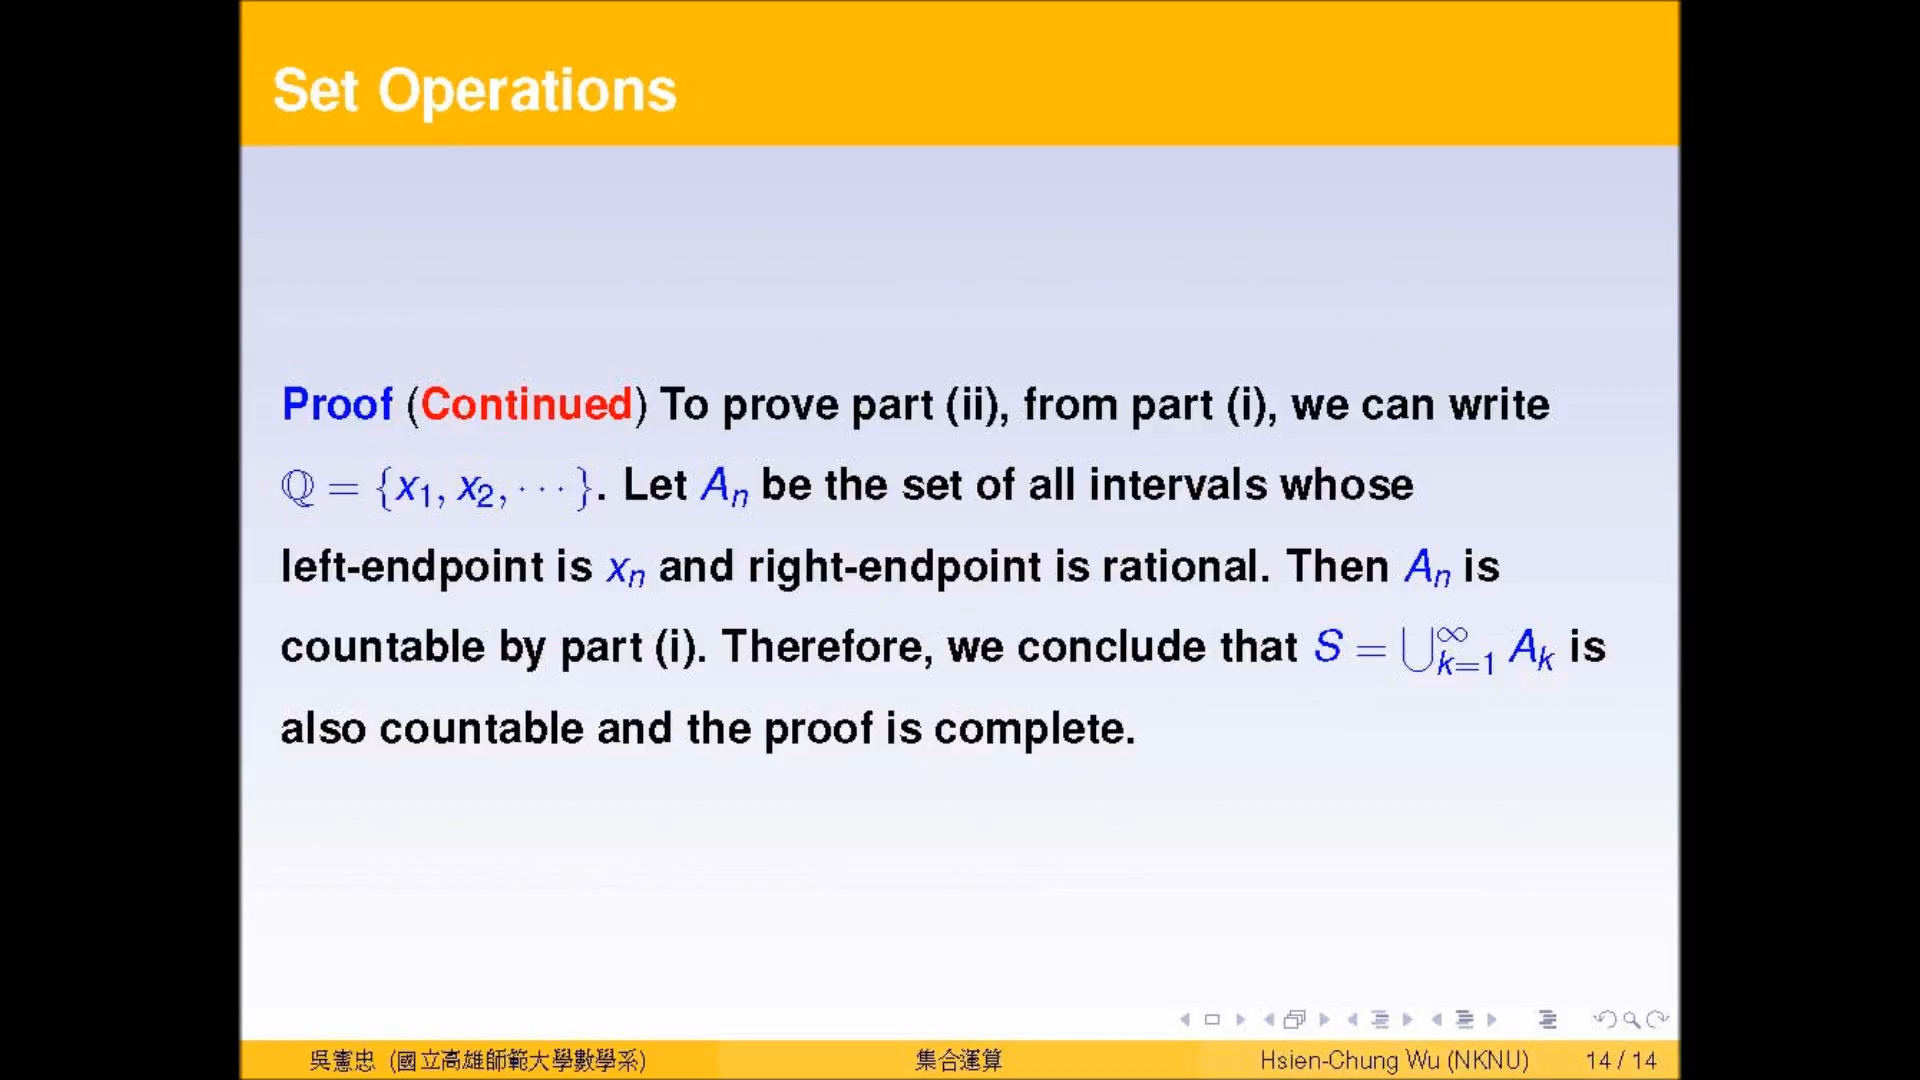 Set Operations
Proof (Continued) To prove part (ii), from part (i), we can write
ℚ = {x₁, x₂, ⋯}. Let Aₙ be the set of all intervals whose
left-endpoint is xₙ and right-endpoint is rational. Then Aₙ is
countable by part (i). Therefore, we conclude that S = ⋃_{k=1}^{∞} Aₖ is
also countable and the proof is complete.
吳憲忠 (國立高雄師範大學數學系) 集合運算 Hsien-Chung Wu (NKNU) 14 / 14